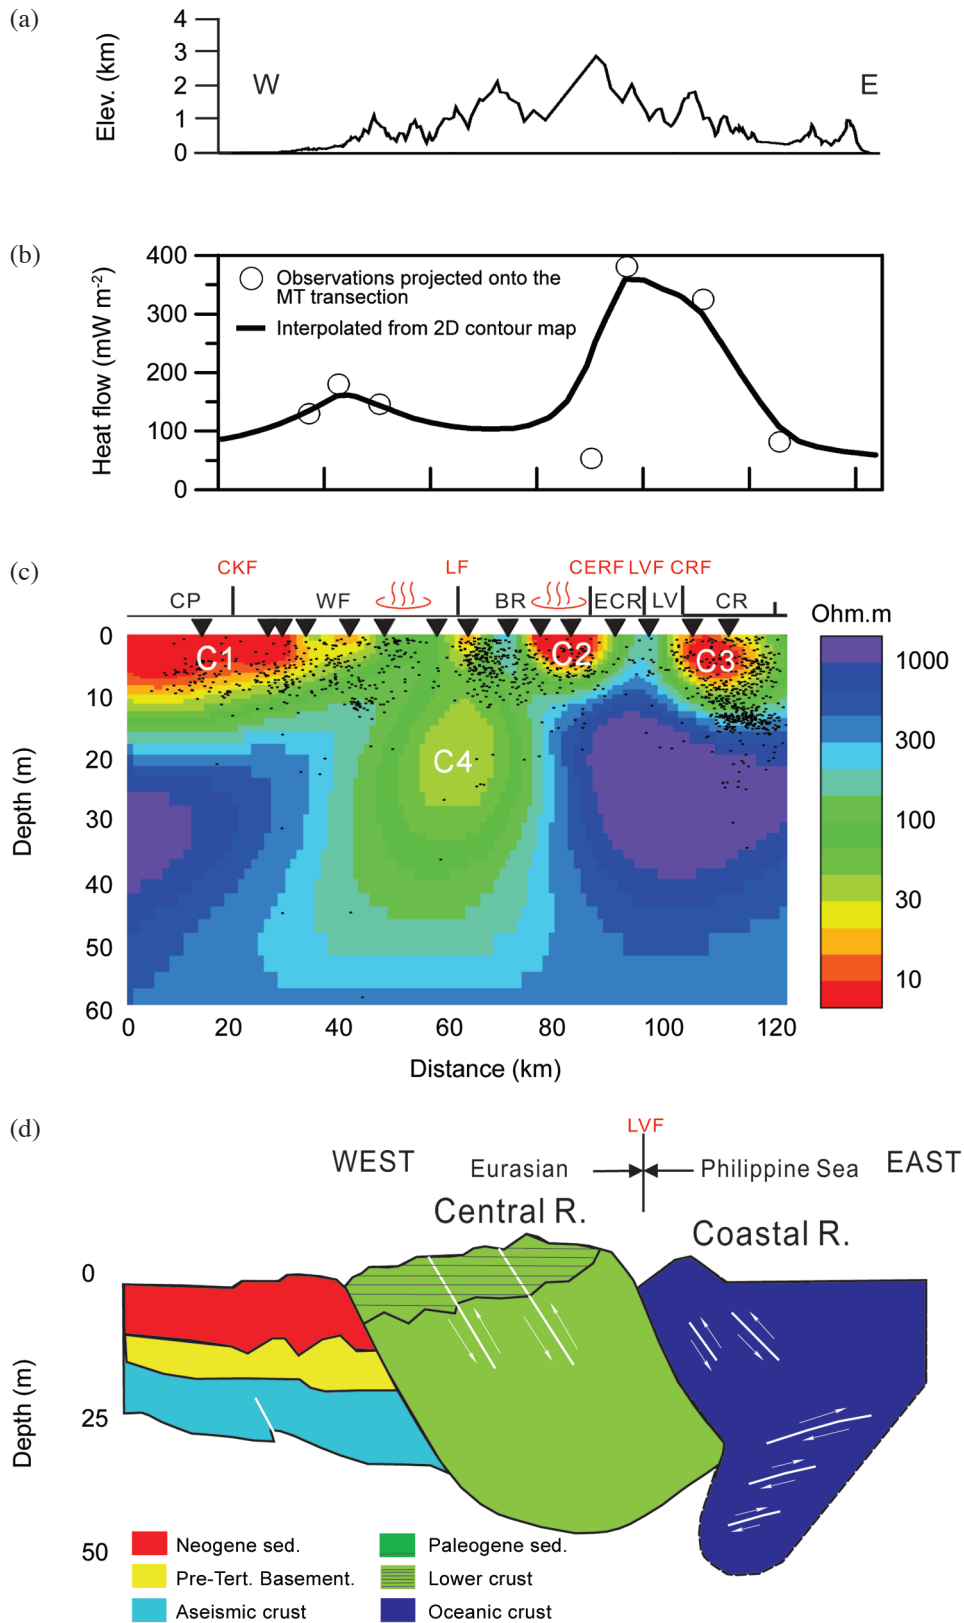 (a)
4
3
2
1
0
Elev. (km)
W
E
(b)
400
300
200
100
0
Heat flow (mW m-2)
Observations projected onto the
MT transection
Interpolated from 2D contour map
(c)
CKF
LF
CERF
LVF
CRF
CP
WF
BR
ECR
LV
CR
Ohm.m
C1
C2
C3
C4
0
10
20
30
40
50
60
Depth (m)
0
20
40
60
80
100
120
Distance (km)
1000
300
100
30
10
(d)
LVF
WEST
Eurasian
Philippine Sea
EAST
Central R.
Coastal R.
0
25
50
Depth (m)
Neogene sed.
Paleogene sed.
Pre-Tert. Basement.
Lower crust
Aseismic crust
Oceanic crust